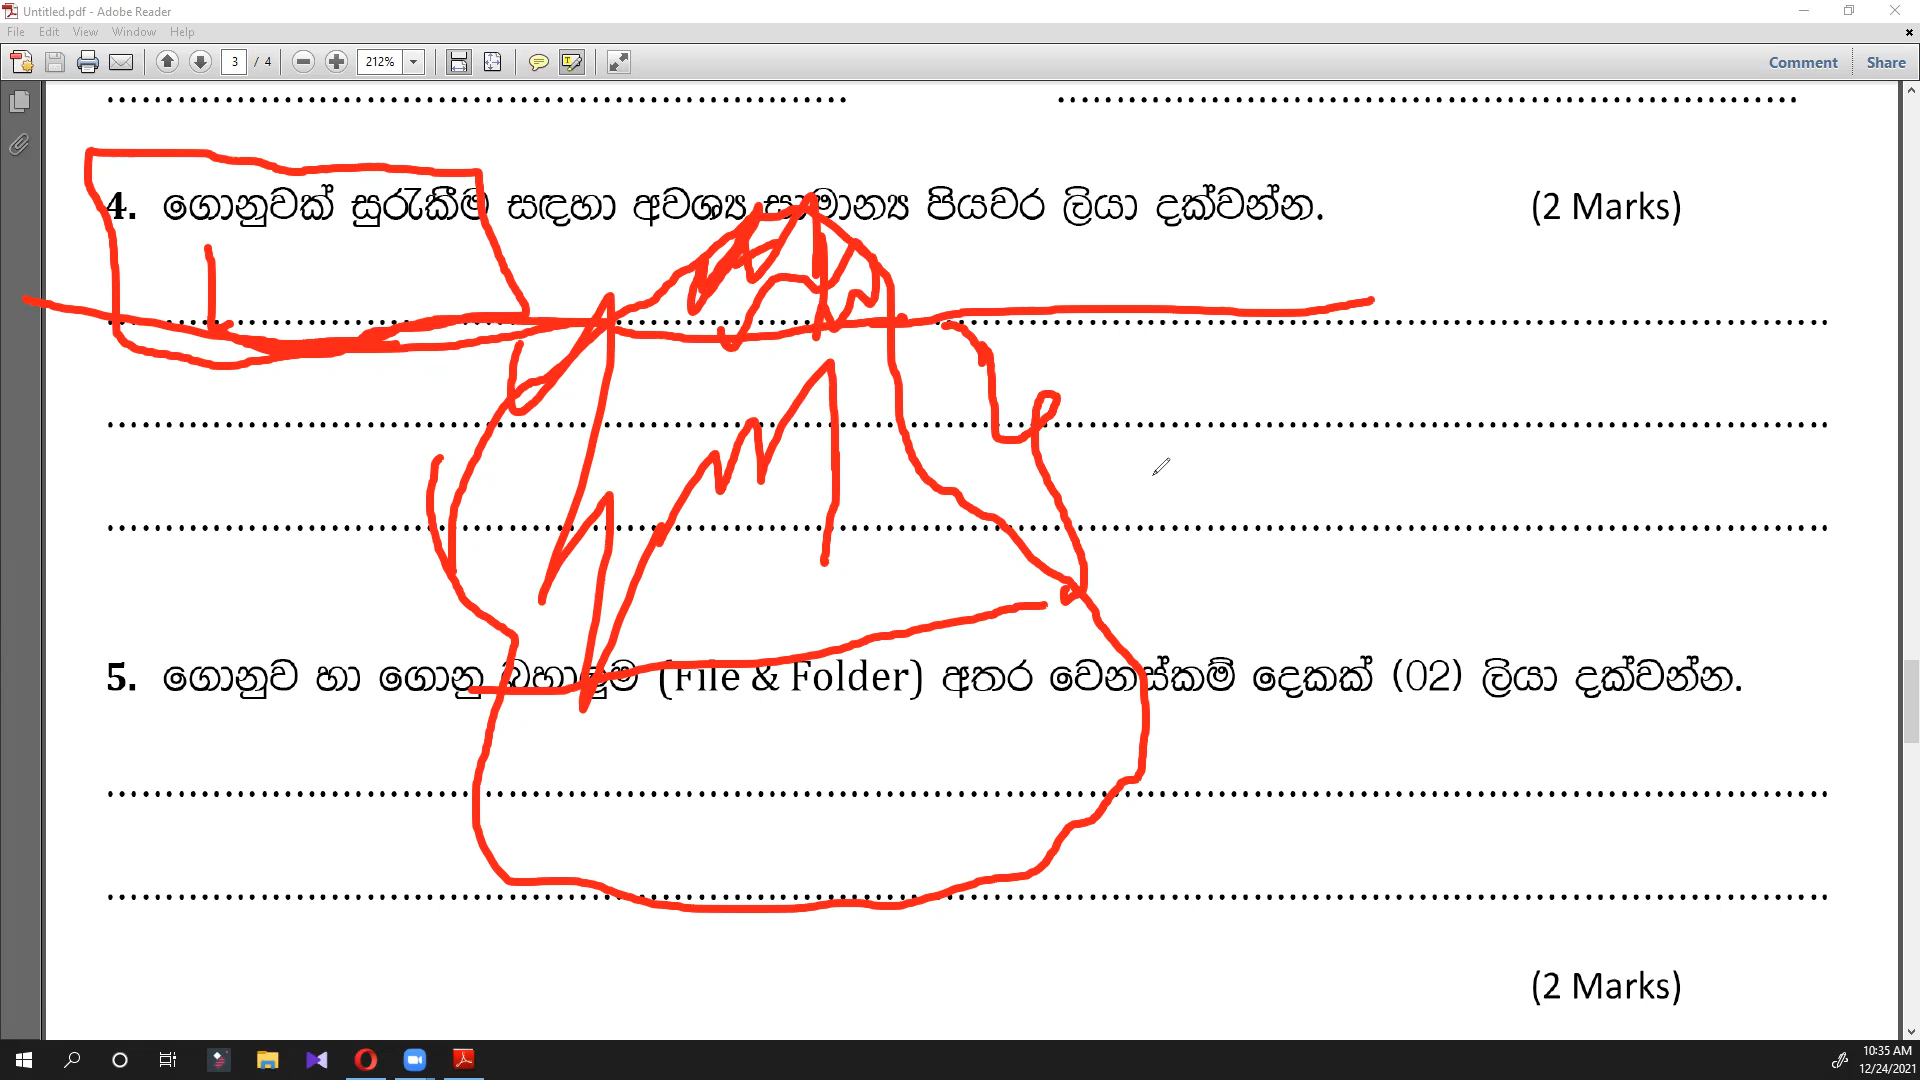 Untitled.pdf - Adobe Reader
File Edit View Window Help
3 / 4 212% Comment Share
4. ගොනුවක් සුරැකීම සඳහා අවශ්‍ය සාමාන්‍ය පියවර ලියා දක්වන්න. (2 Marks)
5. ගොනුව හා ගොනු බහාලුම (File & Folder) අතර වෙනස්කම් දෙකක් (02) ලියා දක්වන්න.
(2 Marks)
10:35 AM
12/24/2021